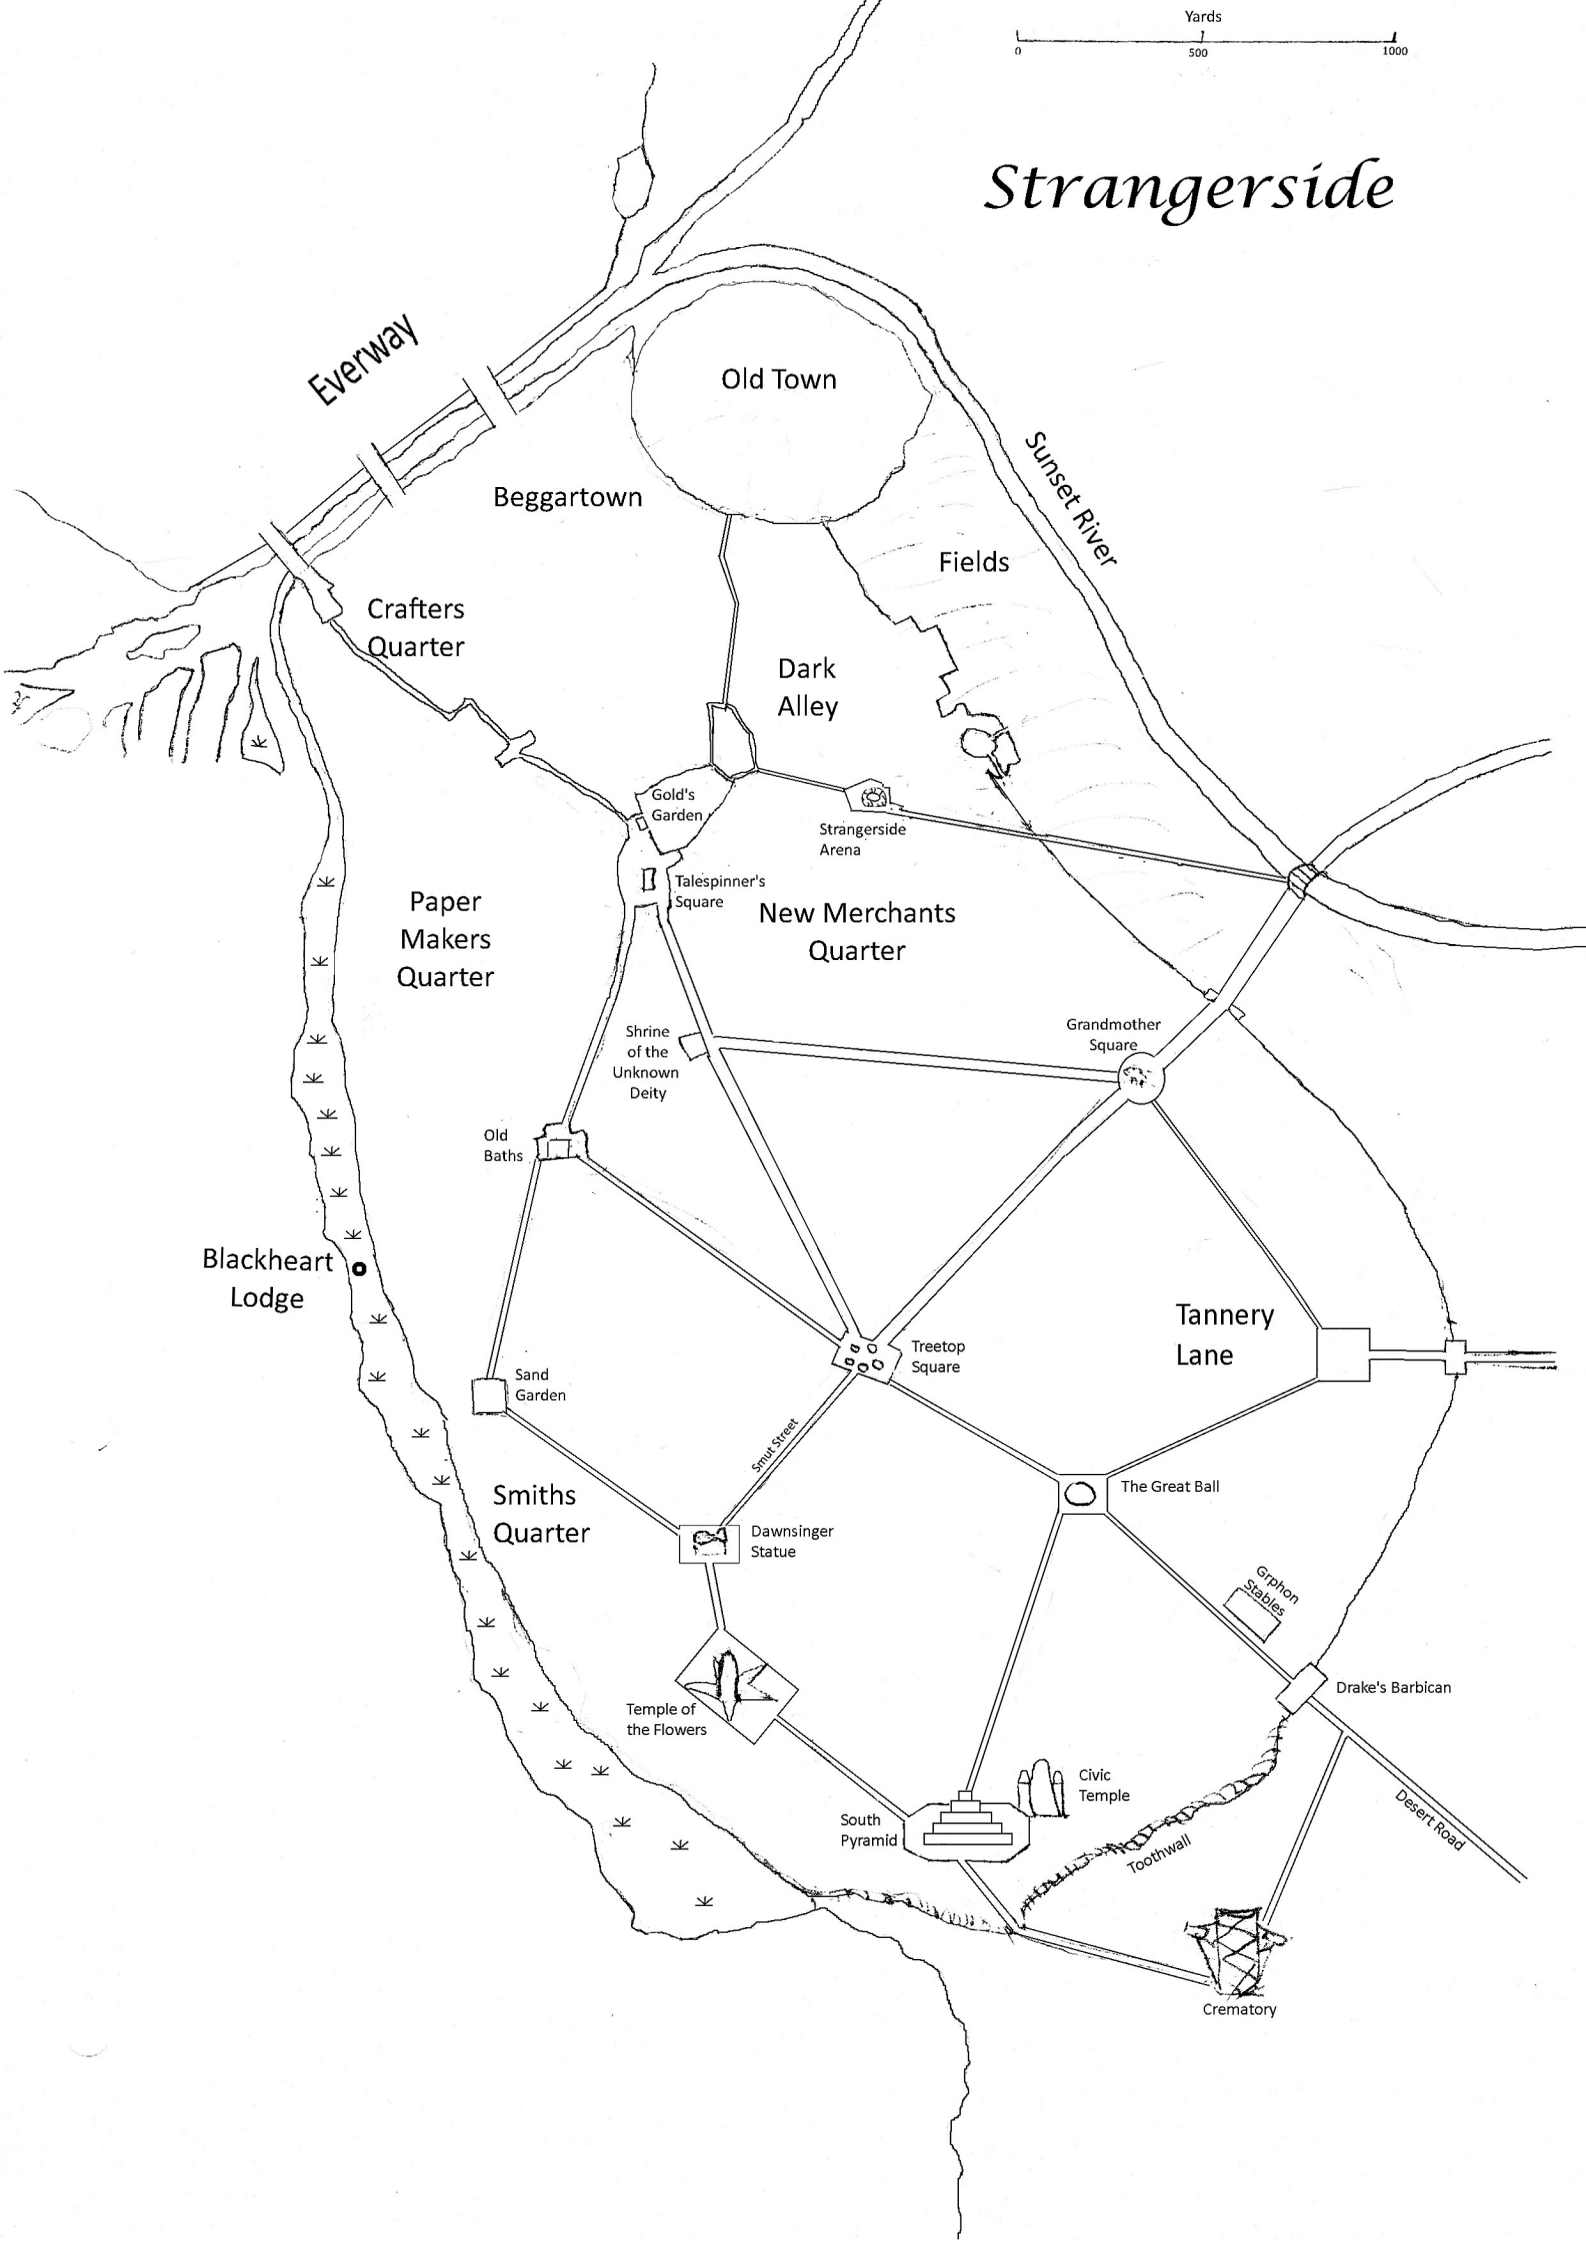 Yards
0 500 1000
Strangerside
Everway
Old Town
Sunset River
Beggartown
Fields
Crafters
Quarter
Dark
Alley
Gold's
Garden
Strangerside
Arena
Talespinner's
Square
Paper
Makers
Quarter
New Merchants
Quarter
Shrine
of the
Unknown
Deity
Grandmother
Square
Old
Baths
Blackheart
Lodge
Tannery
Lane
Treetop
Square
Sand
Garden
Smut Street
Smiths
Quarter
The Great Ball
Dawnsinger
Statue
Grphon
Stables
Drake's Barbican
Temple of
the Flowers
Civic
Temple
South
Pyramid
Desert Road
Toothwall
Crematory